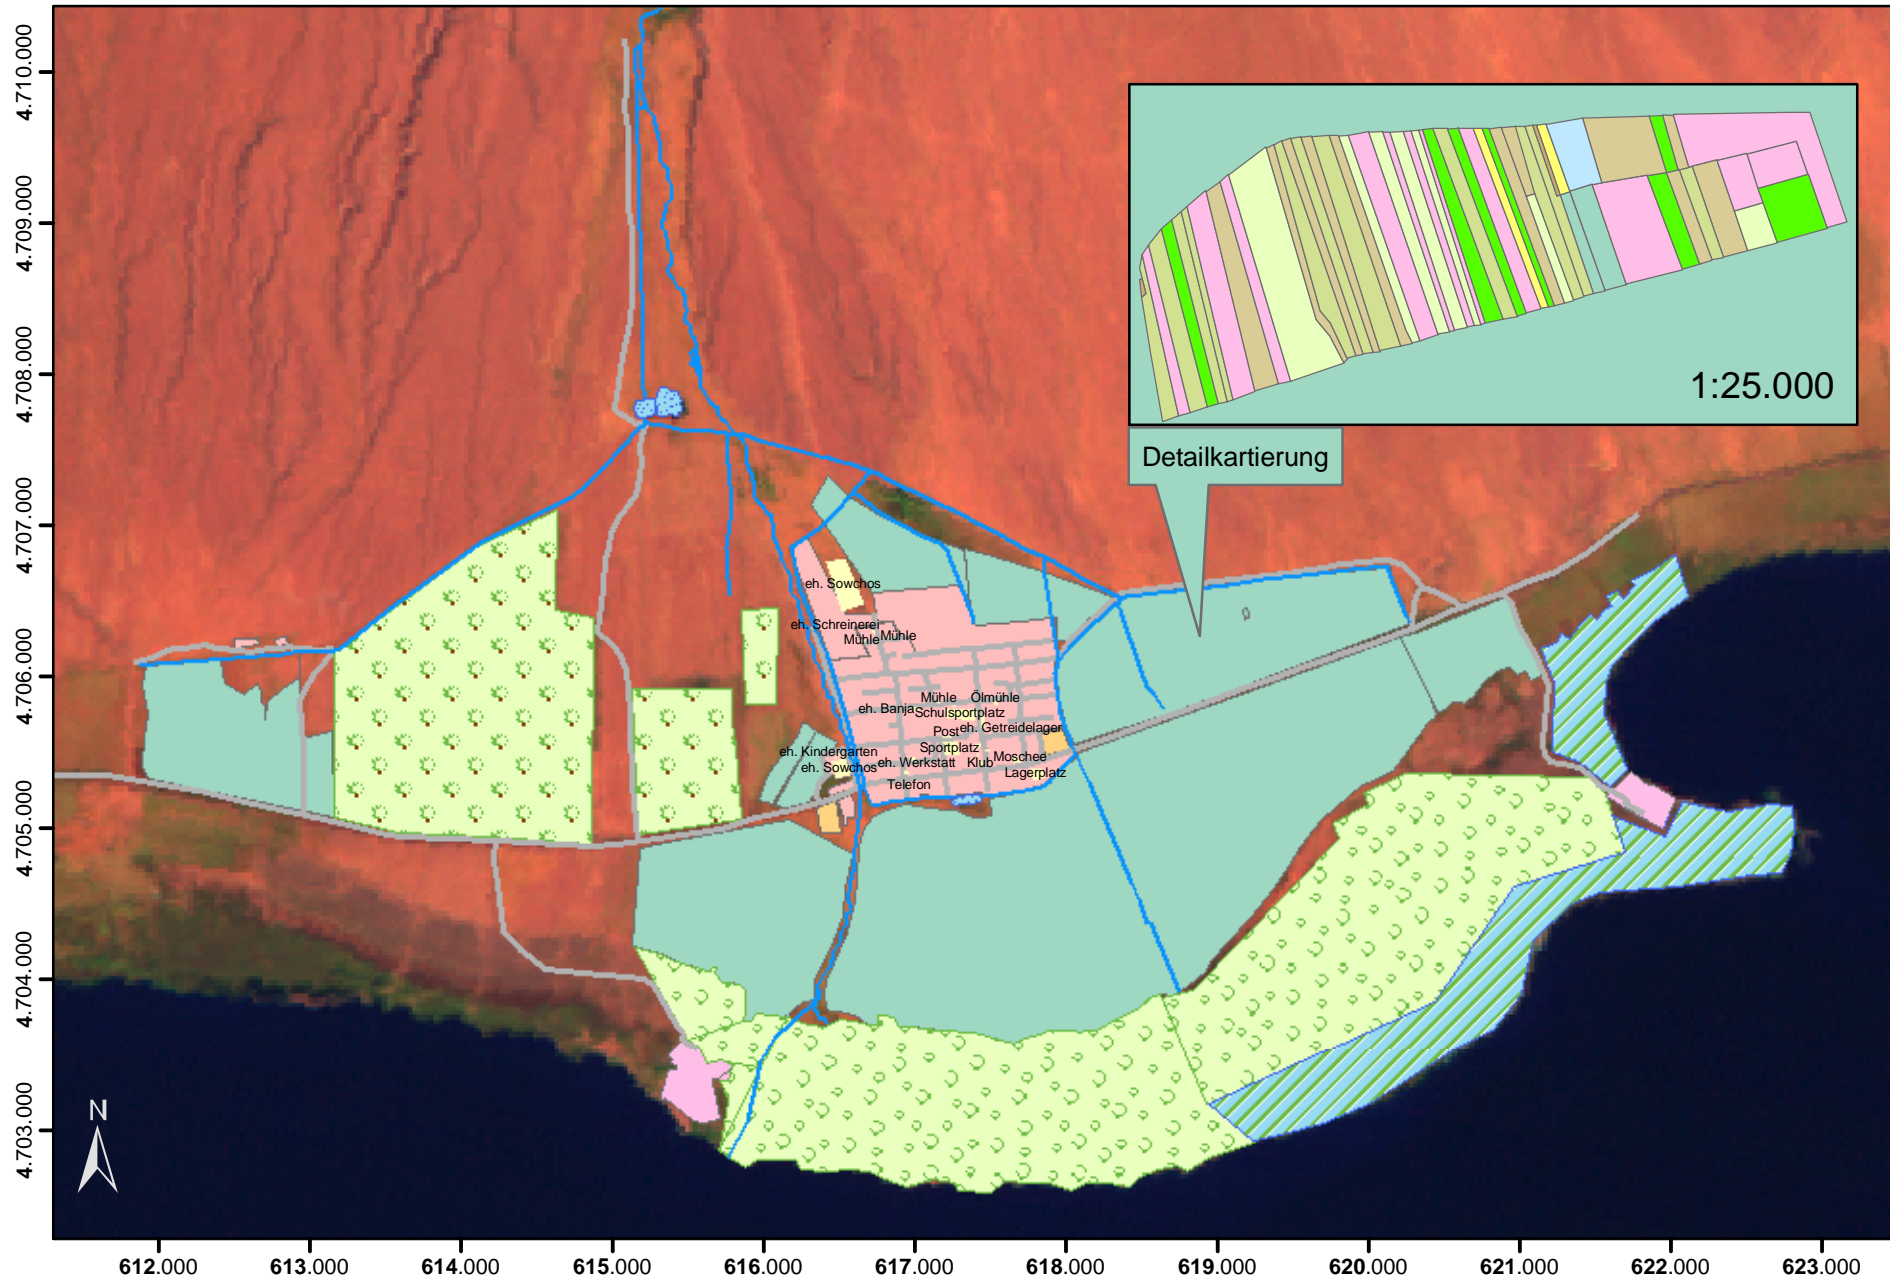 4.710.000
4.709.000
4.708.000
4.707.000
4.706.000
4.705.000
4.704.000
4.703.000
1:25.000
Detailkartierung
eh. Sowchos
eh. Schreinerei
Mühle
Mühle
Mühle
Ölmühle
eh. Banja
Schulsportplatz
Post
eh. Getreidelager
Sportplatz
eh. Kindergarten
eh. Sowchos
eh. Werkstatt
Klub
Moschee
Lagerplatz
Telefon
N
612.000
613.000
614.000
615.000
616.000
617.000
618.000
619.000
620.000
621.000
622.000
623.000